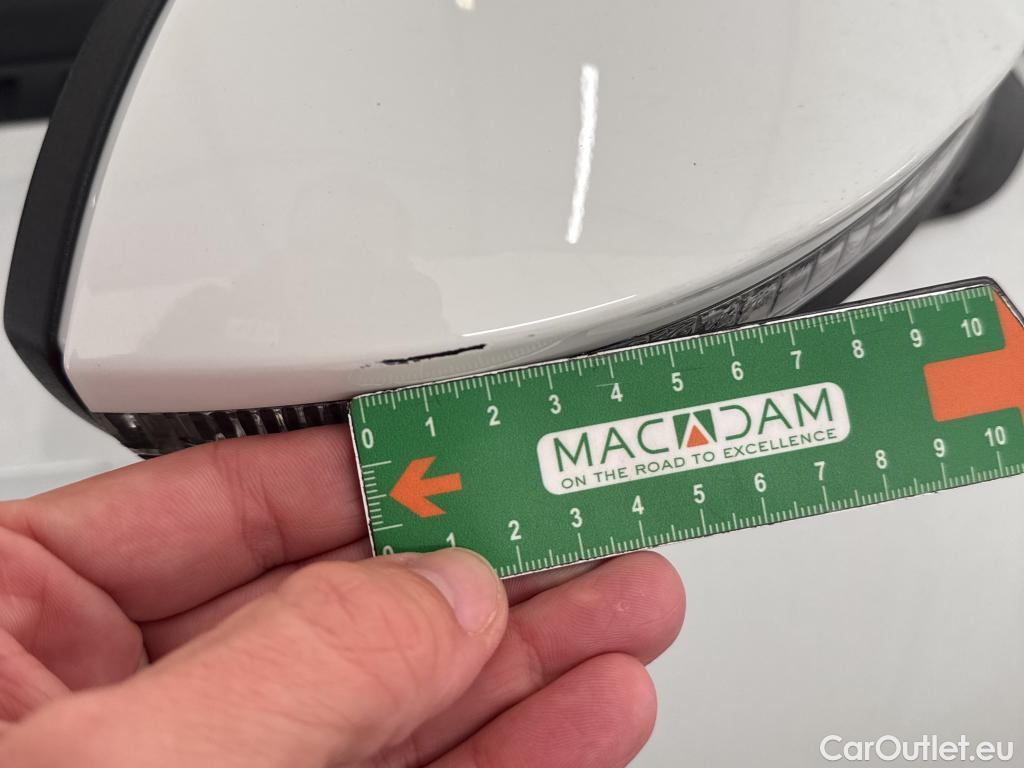 0 1 2 3 4 5 6 7 8 9 10
MACADAM
ON THE ROAD TO EXCELLENCE
0 1 2 3 4 5 6 7 8 9 10
CarOutlet.eu